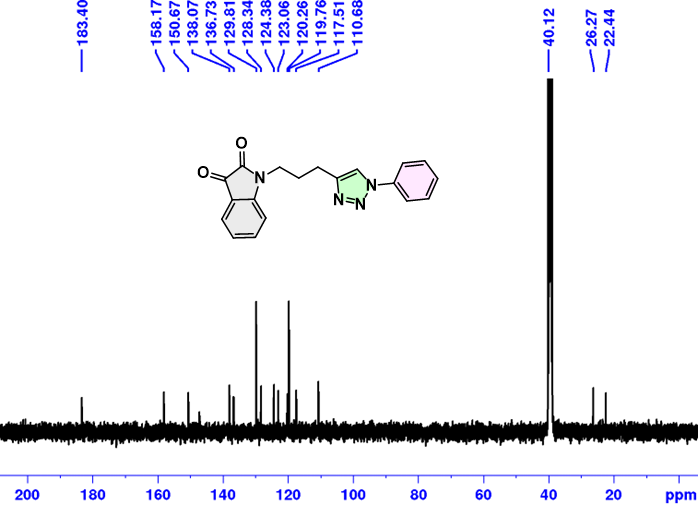 183.40
158.17
150.67
138.07
136.73
129.81
128.34
124.38
123.06
120.26
119.76
117.51
110.68
40.12
26.27
22.44
O
O
N
N
N
N
200 180 160 140 120 100 80 60 40 20 ppm